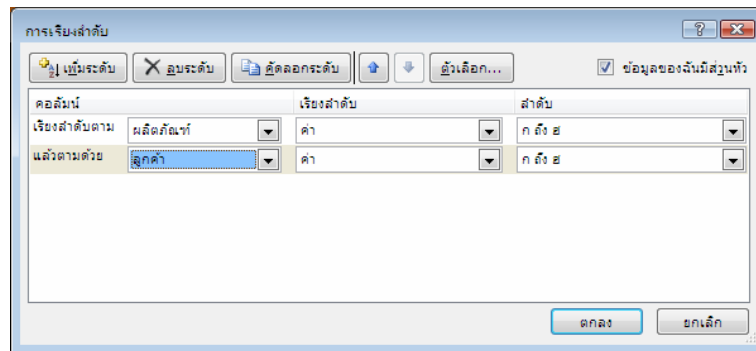 การเรียงลำดับ
เพิ่มระดับ ลบระดับ คัดลอกระดับ ตัวเลือก... ข้อมูลของฉันมีส่วนหัว
คอลัมน์ เรียงลำดับ ลำดับ
เรียงลำดับตาม ผลิตภัณฑ์ ค่า ก ถึง ฮ
แล้วตามด้วย ลูกค้า ค่า ก ถึง ฮ
ตกลง ยกเลิก